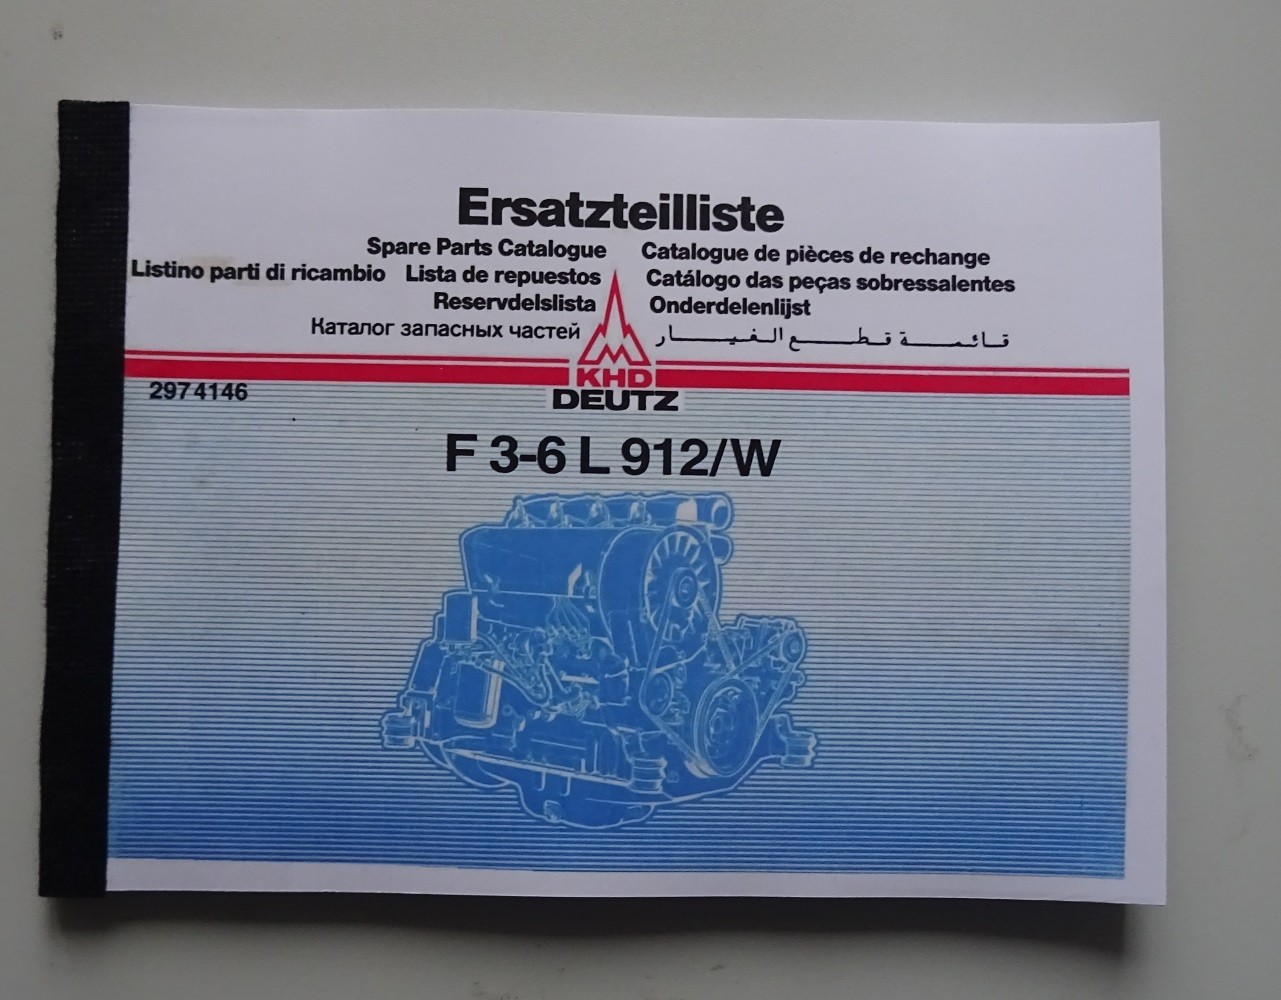 Ersatzteilliste
Spare Parts Catalogue Catalogue de pièces de rechange
Listino parti di ricambio Lista de repuestos Catálogo das peças sobressalentes
Reservdelslista Onderdelenlijst
Каталог запасных частей قائمة قطع الغيار
KHD
DEUTZ
2974146
F 3-6 L 912/W